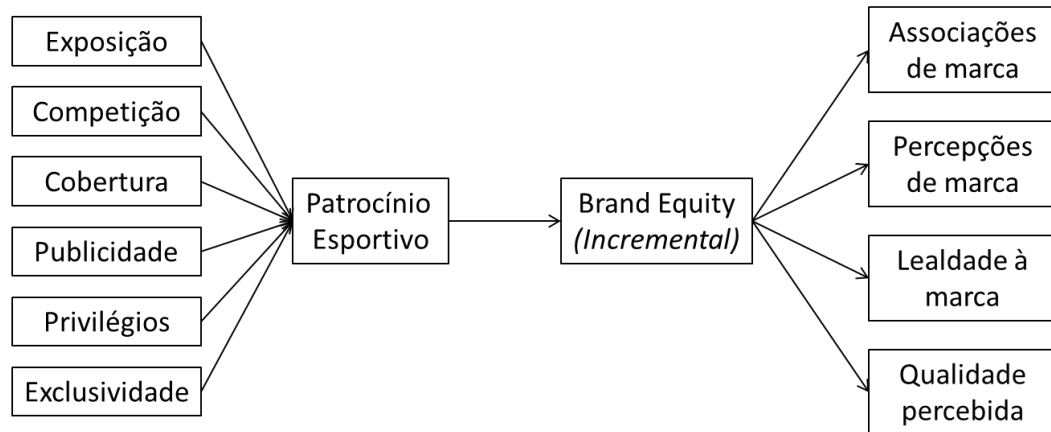 Exposição
Competição
Cobertura
Publicidade
Privilégios
Exclusividade
Patrocínio
Esportivo
Brand Equity
(Incremental)
Associações
de marca
Percepções
de marca
Lealdade à
marca
Qualidade
percebida